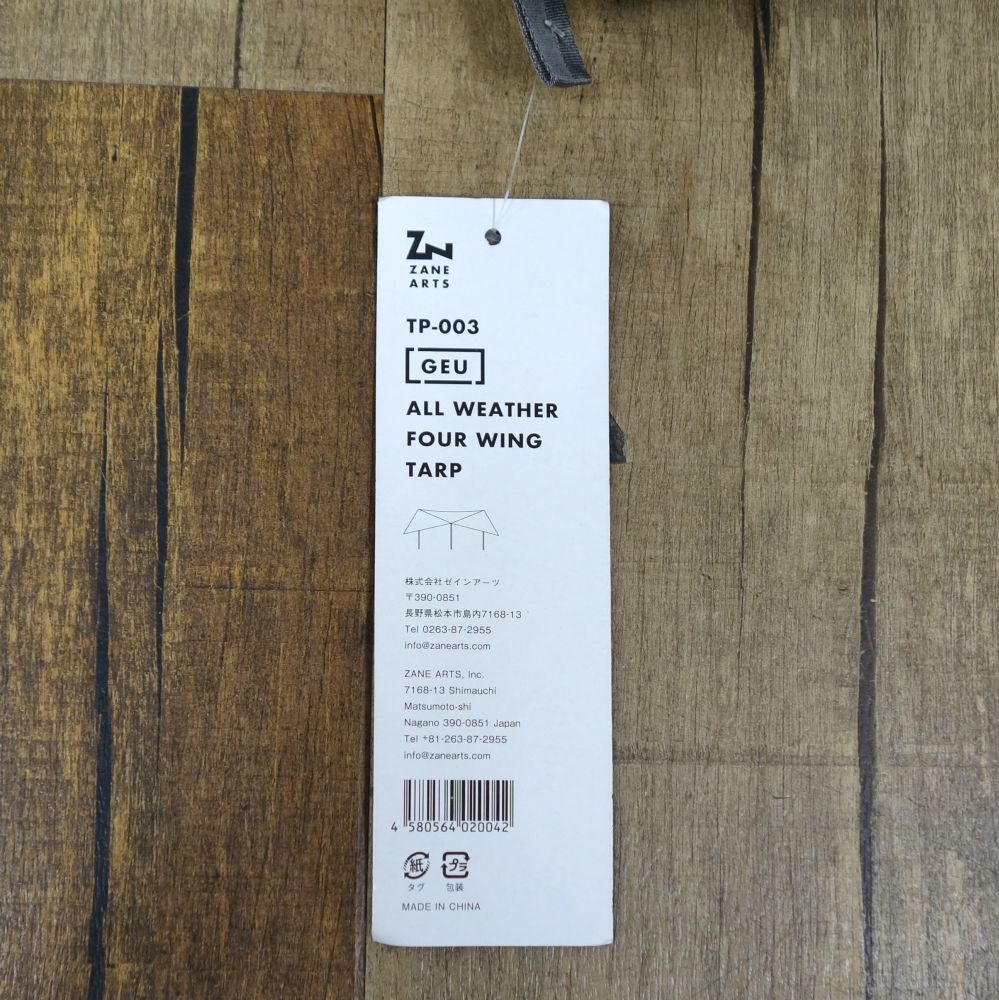 ZN
ZANE
ARTS
TP-003
GEU
ALL WEATHER
FOUR WING
TARP
株式会社ゼインアーツ
〒390-0851
長野県松本市島内7168-13
Tel 0263-87-2955
info@zanearts.com
ZANE ARTS, Inc.
7168-13 Shimauchi
Matsumoto-shi
Nagano 390-0851 Japan
Tel +81-263-87-2955
info@zanearts.com
4 580564 020042
紙 プラ
タグ 包装
MADE IN CHINA